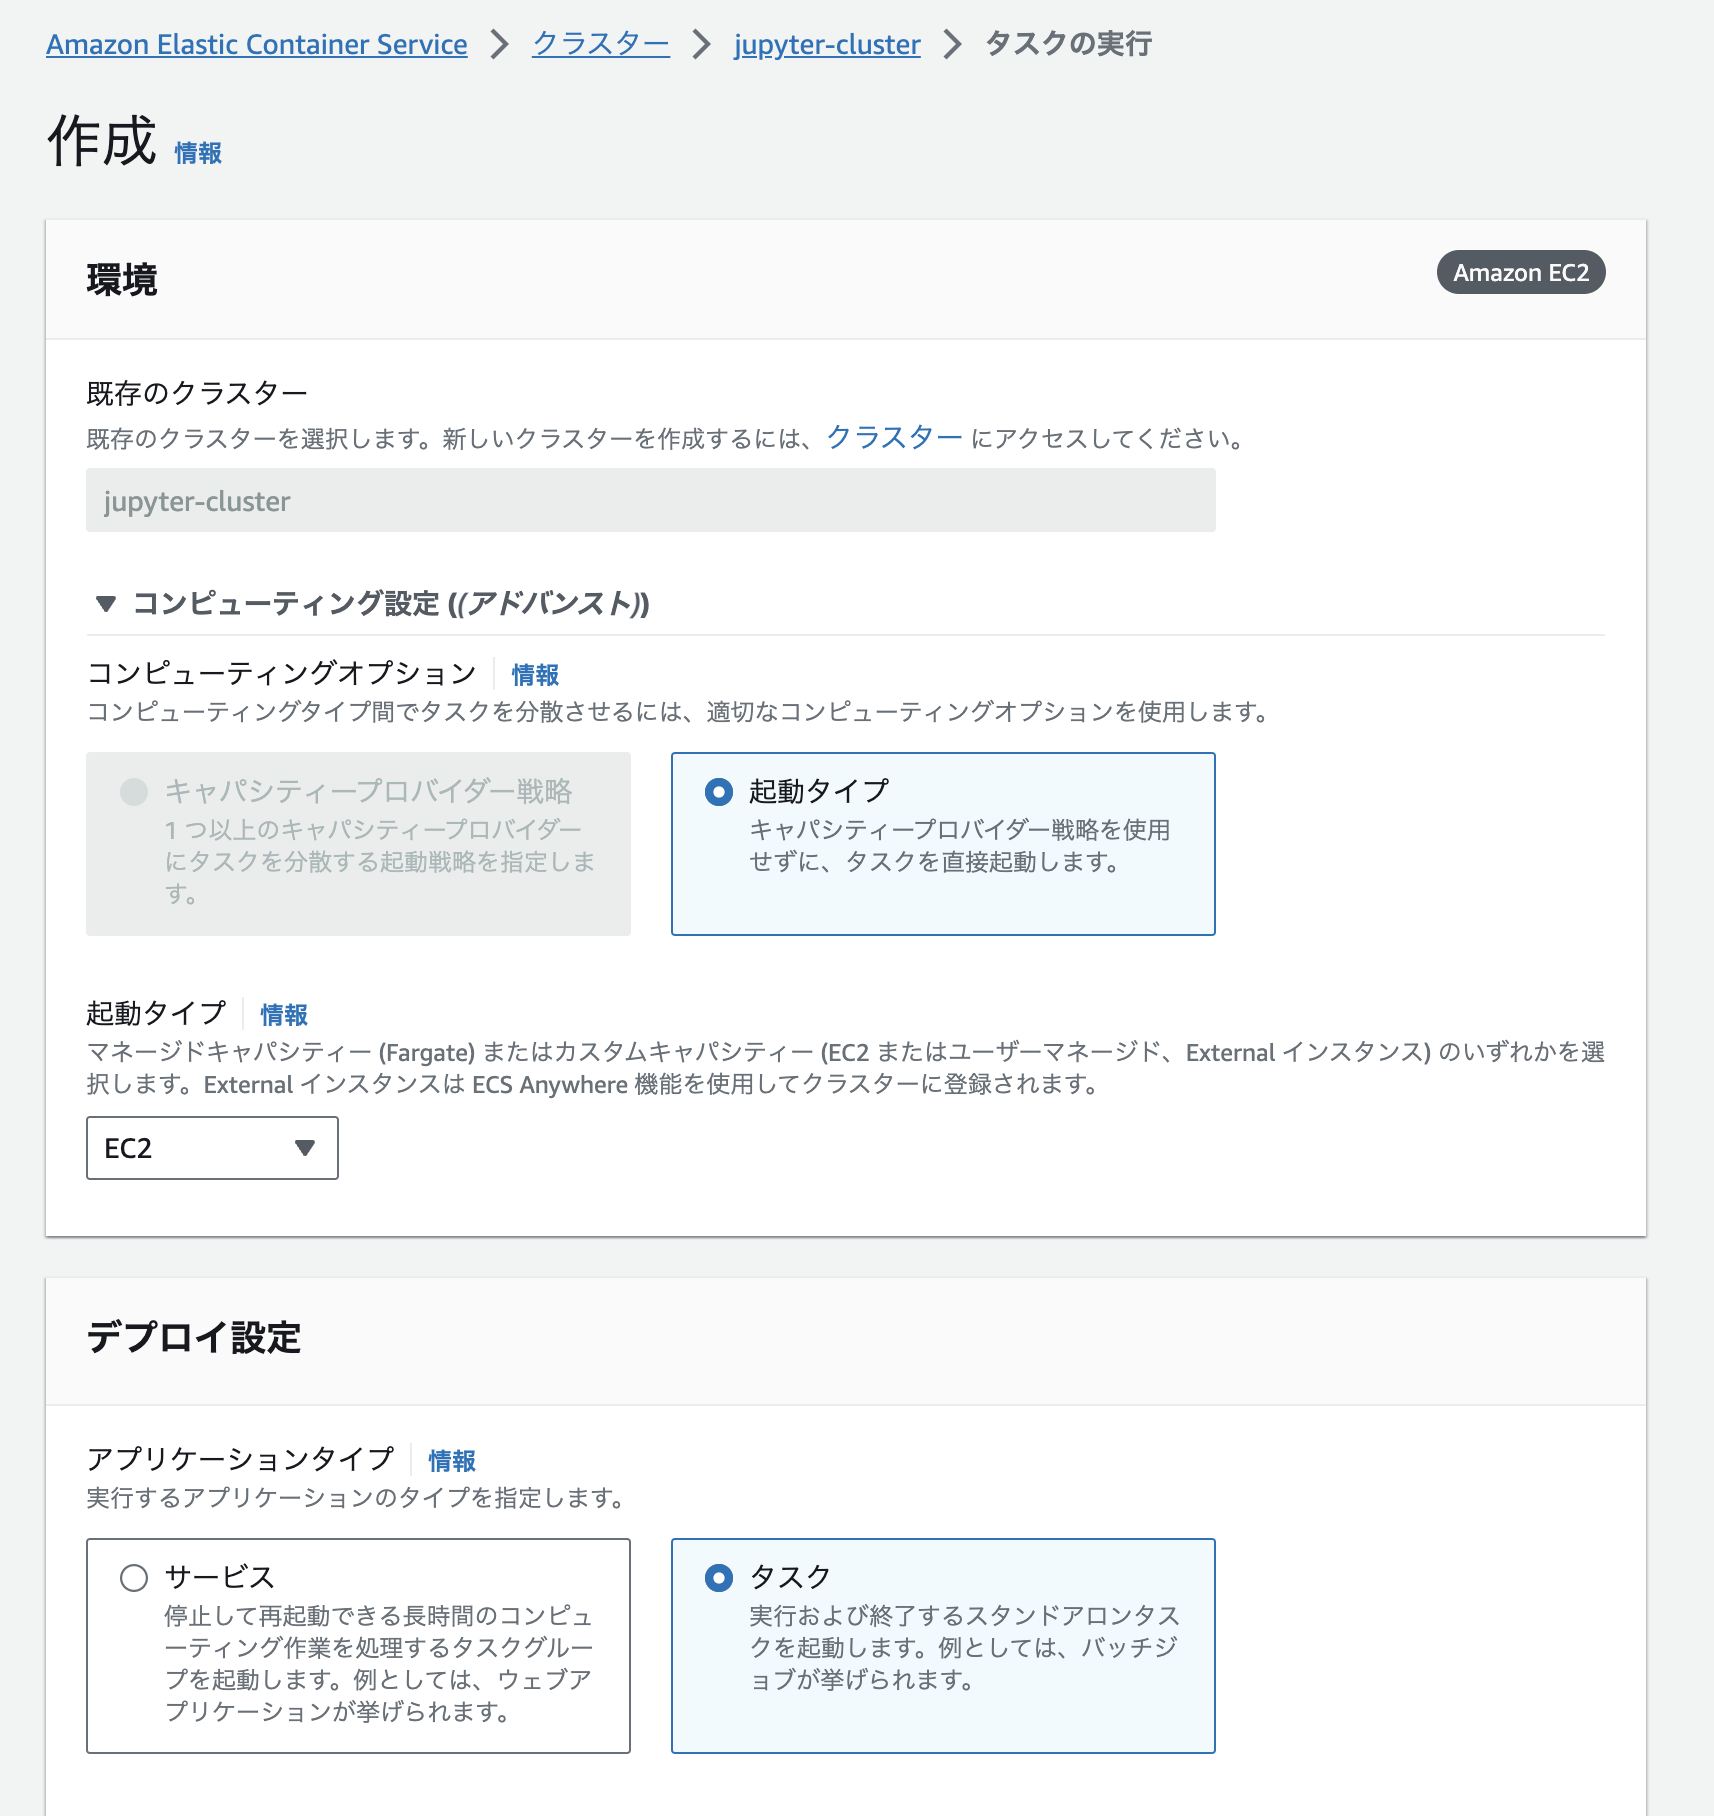 Amazon Elastic Container Service > クラスター > jupyter-cluster > タスクの実行
作成 情報
環境
Amazon EC2
既存のクラスター
既存のクラスターを選択します。新しいクラスターを作成するには、クラスター にアクセスしてください。
jupyter-cluster
▼ コンピューティング設定 ((アドバンスト))
コンピューティングオプション 情報
コンピューティングタイプ間でタスクを分散させるには、適切なコンピューティングオプションを使用します。
キャパシティープロバイダー戦略
1 つ以上のキャパシティープロバイダー
にタスクを分散する起動戦略を指定しま
す。
起動タイプ
キャパシティープロバイダー戦略を使用
せずに、タスクを直接起動します。
起動タイプ 情報
マネージドキャパシティー (Fargate) またはカスタムキャパシティー (EC2 またはユーザーマネージド、External インスタンス) のいずれかを選
択します。External インスタンスは ECS Anywhere 機能を使用してクラスターに登録されます。
EC2
デプロイ設定
アプリケーションタイプ 情報
実行するアプリケーションのタイプを指定します。
サービス
停止して再起動できる長時間のコンピュ
ーティング作業を処理するタスクグルー
プを起動します。例としては、ウェブア
プリケーションが挙げられます。
タスク
実行および終了するスタンドアロンタス
クを起動します。例としては、バッチジ
ョブが挙げられます。